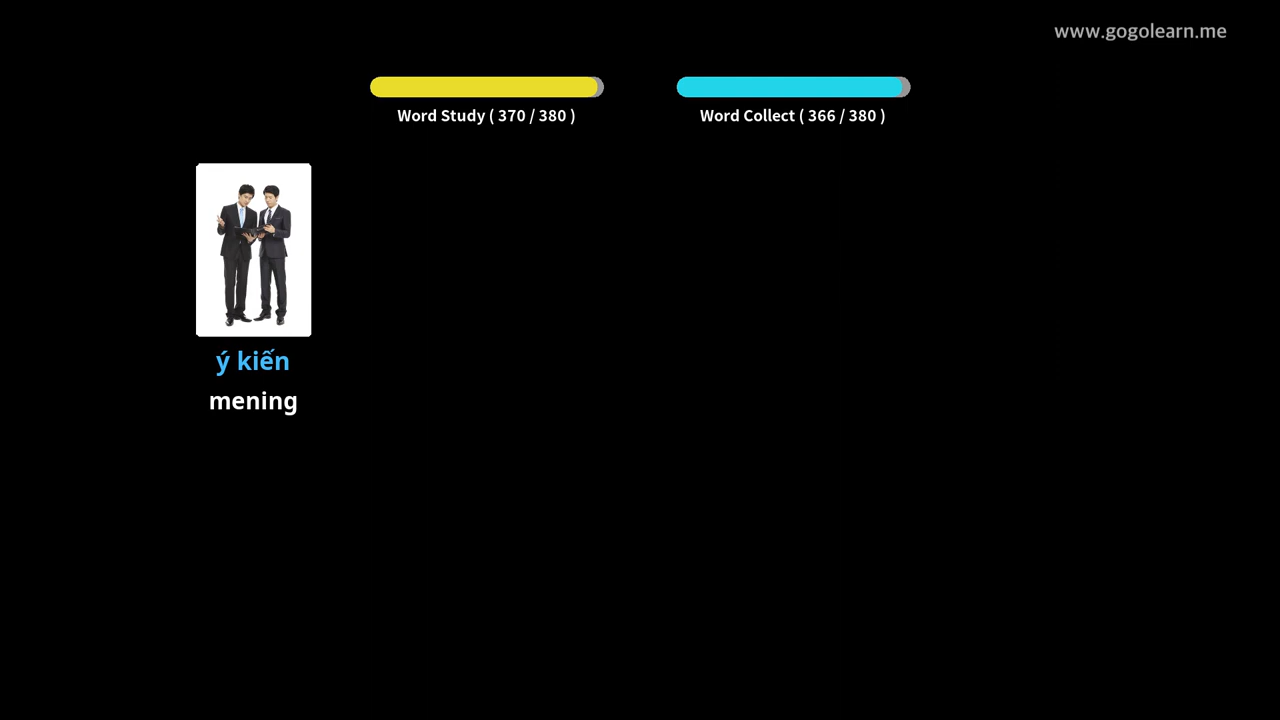 www.gogolearn.me
Word Study ( 370 / 380 )
Word Collect ( 366 / 380 )
ý kiến
mening